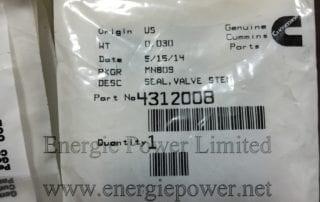 Origin US
WT 0.030
Date 5/15/14
PKGR MN809
DESC SEAL,VALVE STEM
Part No 4312008
Quantity 1
Genuine
Cummins
Parts
Energie Power Limited
www.energiepower.net